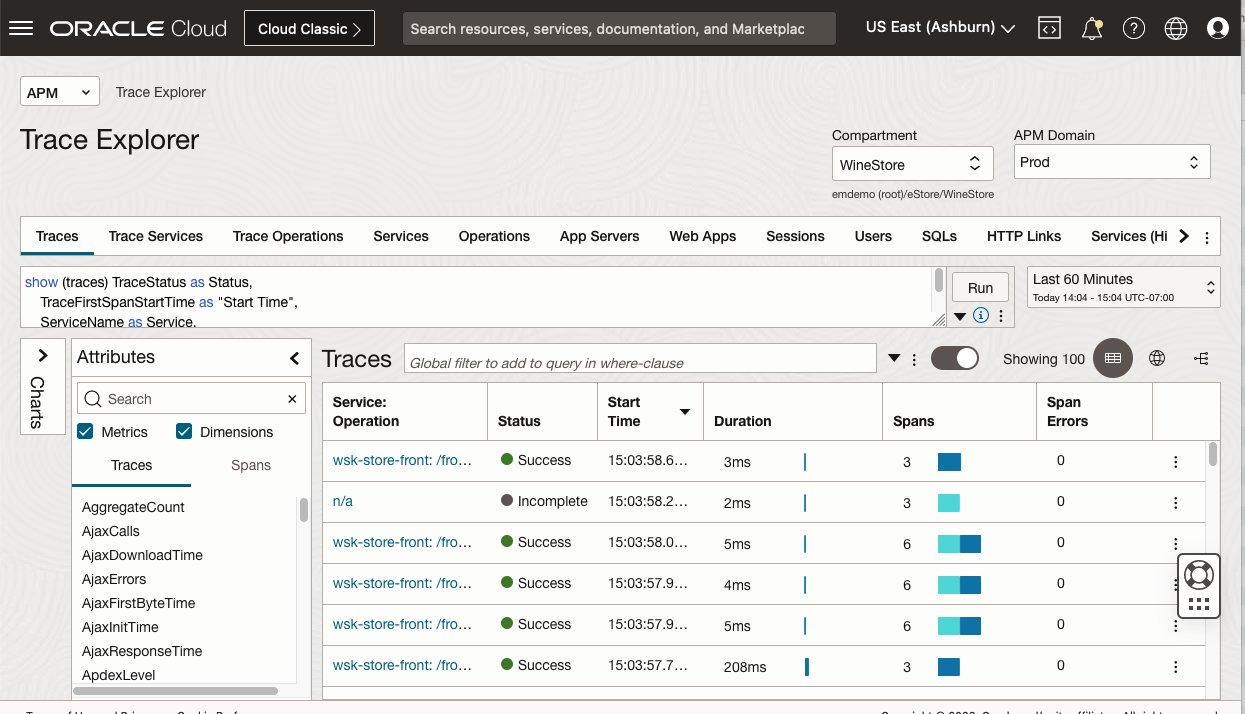 ORACLE Cloud
Cloud Classic
Search resources, services, documentation, and Marketplac
US East (Ashburn)
APM
Trace Explorer
Trace Explorer
Compartment
WineStore
emdemo (root)/eStore/WineStore
APM Domain
Prod
Traces
Trace Services
Trace Operations
Services
Operations
App Servers
Web Apps
Sessions
Users
SQLs
HTTP Links
Services (Hi
show (traces) TraceStatus as Status,
TraceFirstSpanStartTime as "Start Time",
ServiceName as Service,
Run
Last 60 Minutes
Today 14:04 - 15:04 UTC-07:00
Charts
Attributes
Search
Metrics
Dimensions
Traces
Spans
AggregateCount
AjaxCalls
AjaxDownloadTime
AjaxErrors
AjaxFirstByteTime
AjaxInitTime
AjaxResponseTime
ApdexLevel
Traces
Global filter to add to query in where-clause
Showing 100
Service: Operation
Status
Start Time
Duration
Spans
Span Errors
wsk-store-front: /fro... Success 15:03:58.6... 3ms 3 0
n/a Incomplete 15:03:58.2... 2ms 3 0
wsk-store-front: /fro... Success 15:03:58.0... 5ms 6 0
wsk-store-front: /fro... Success 15:03:57.9... 4ms 6 0
wsk-store-front: /fro... Success 15:03:57.9... 5ms 6 0
wsk-store-front: /fro... Success 15:03:57.7... 208ms 3 0